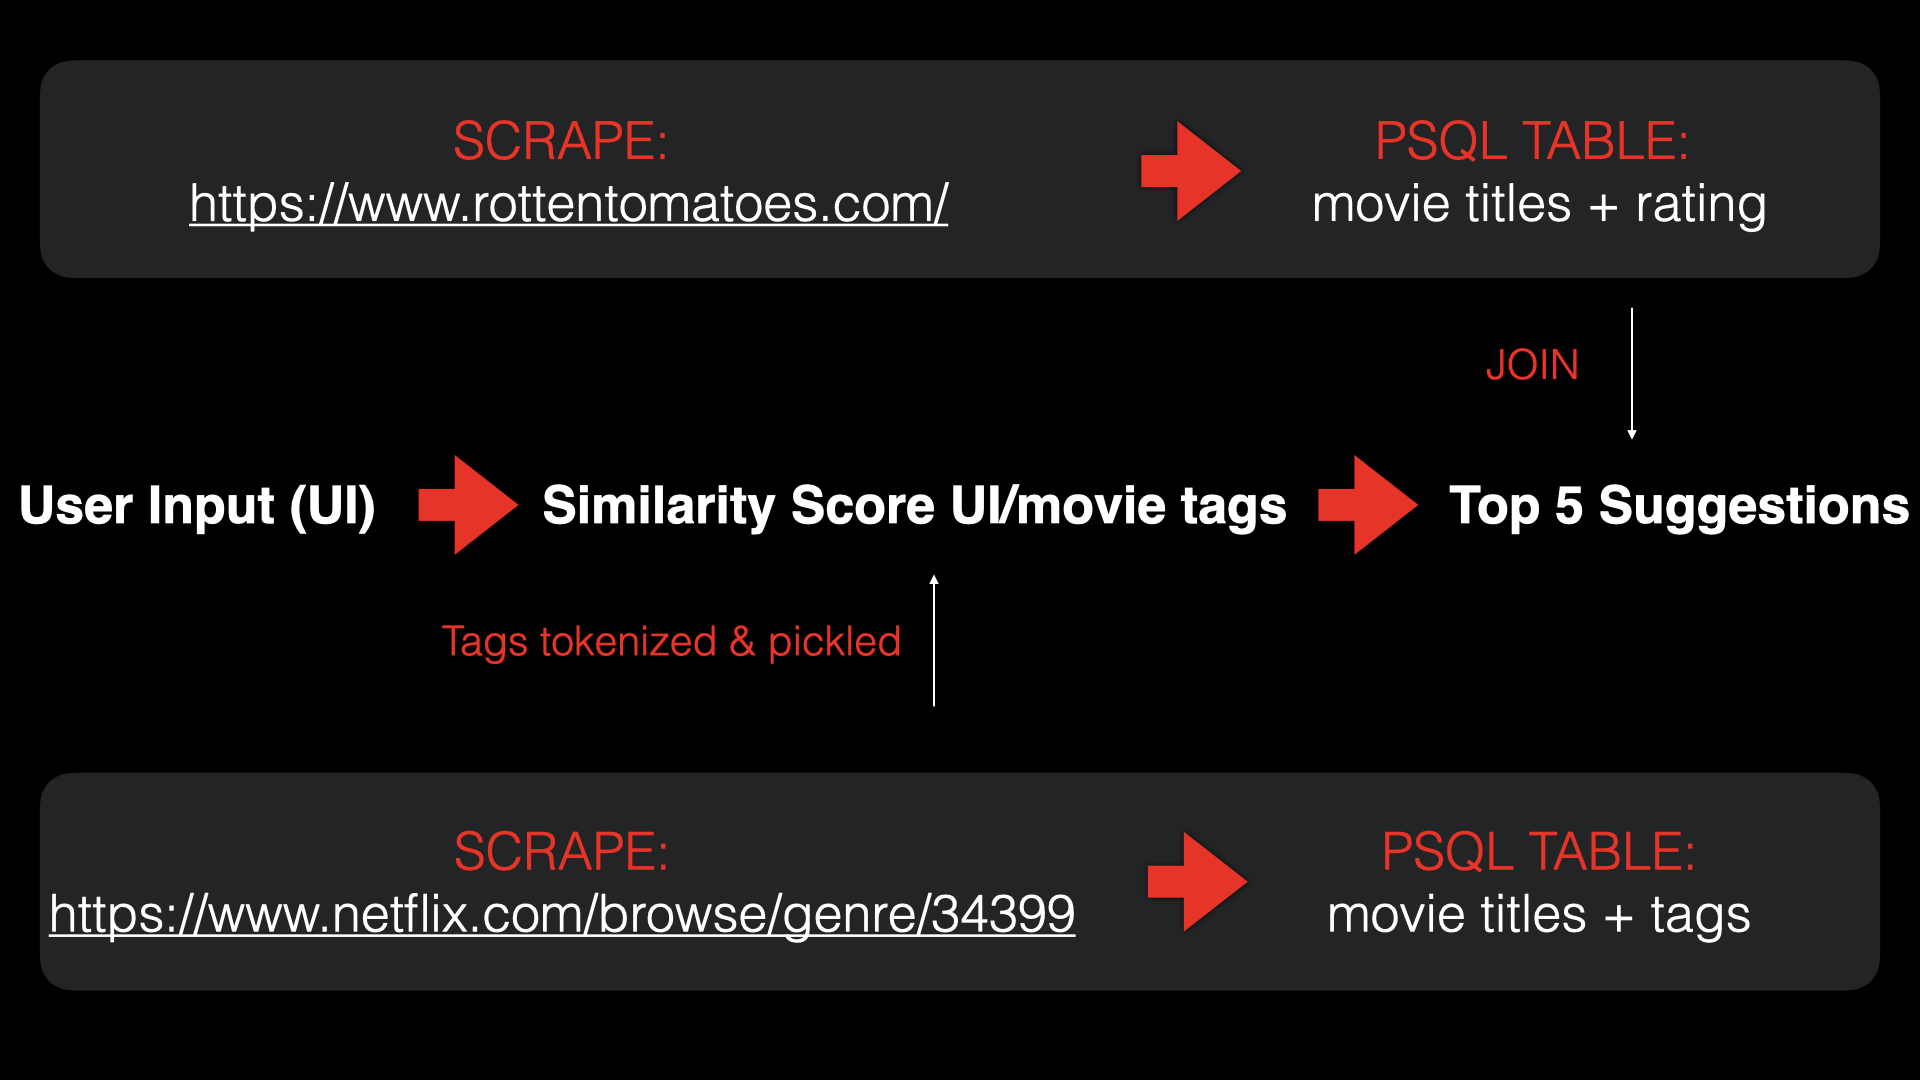 SCRAPE:
https://www.rottentomatoes.com/
PSQL TABLE:
movie titles + rating
JOIN
User Input (UI)
Similarity Score UI/movie tags
Top 5 Suggestions
Tags tokenized & pickled
SCRAPE:
https://www.netflix.com/browse/genre/34399
PSQL TABLE:
movie titles + tags